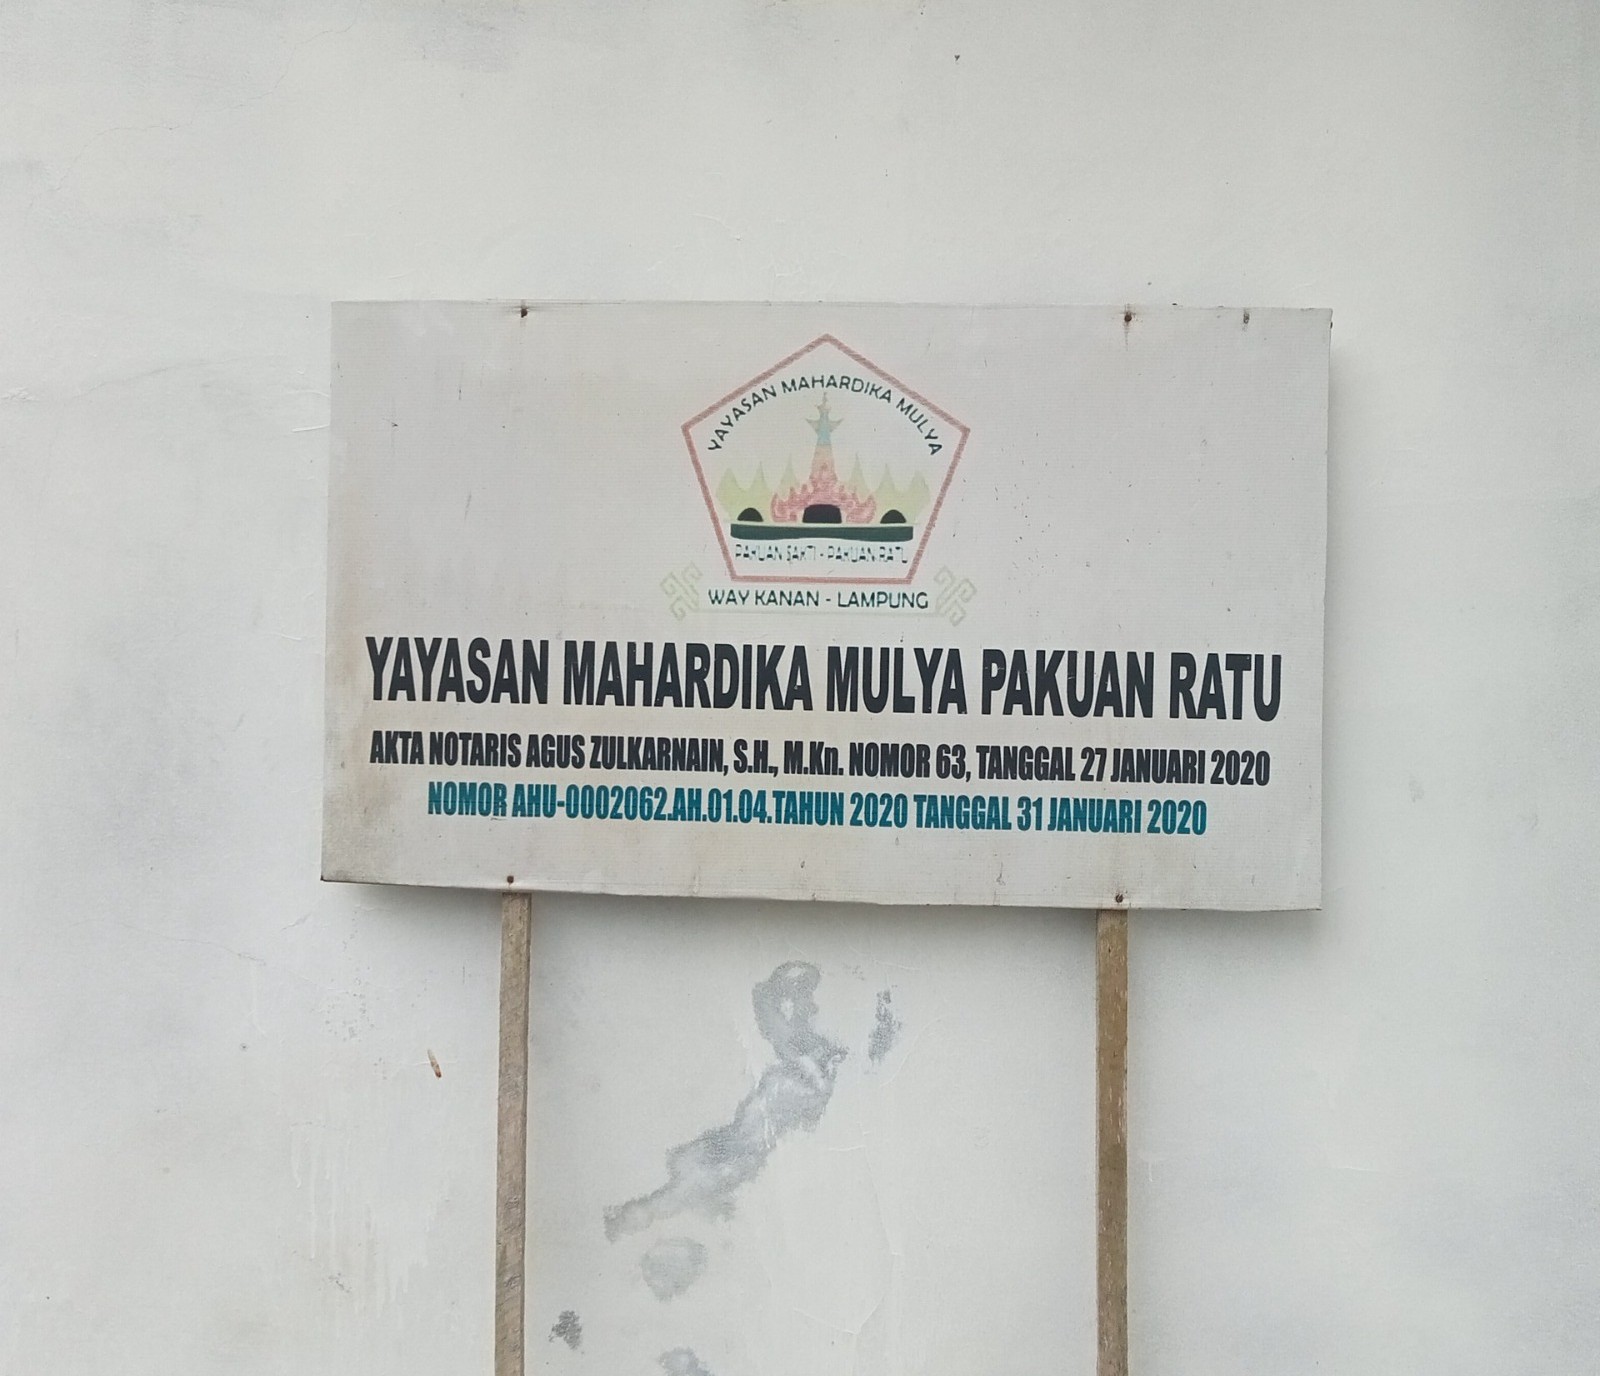 YAYASAN MAHARDIKA MULYA
PAKUAN SAKTI - PAKUAN RATU
WAY KANAN - LAMPUNG
YAYASAN MAHARDIKA MULYA PAKUAN RATU
AKTA NOTARIS AGUS ZULKARNAIN, S.H., M.Kn. NOMOR 63, TANGGAL 27 JANUARI 2020
NOMOR AHU-0002062.AH.01.04.TAHUN 2020 TANGGAL 31 JANUARI 2020